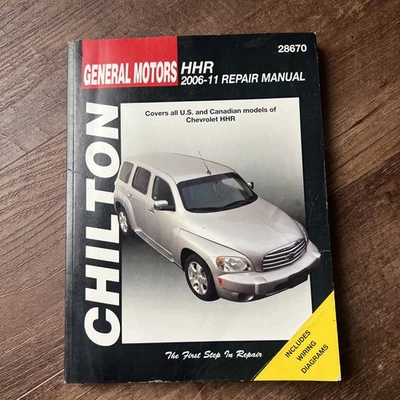 28670
GENERAL MOTORS HHR
2006-11 REPAIR MANUAL
Covers all U.S. and Canadian models of
Chevrolet HHR
CHILTON
The First Step In Repair
INCLUDES
WIRING
DIAGRAMS